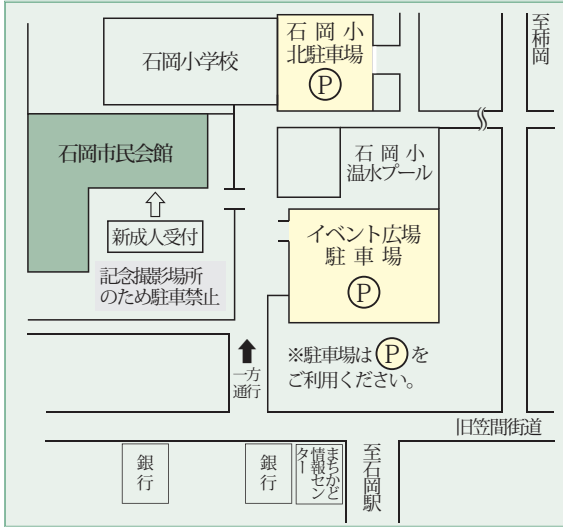 石岡小学校
石岡小
北駐車場
P
至柿岡
石岡市民会館
石岡小
温水プール
新成人受付
イベント広場
駐車場
P
記念撮影場所
のため駐車禁止
一方
通行
※駐車場はPを
ご利用ください。
旧笠間街道
銀行
銀行
まちかど
情報セン
ター
至石岡駅